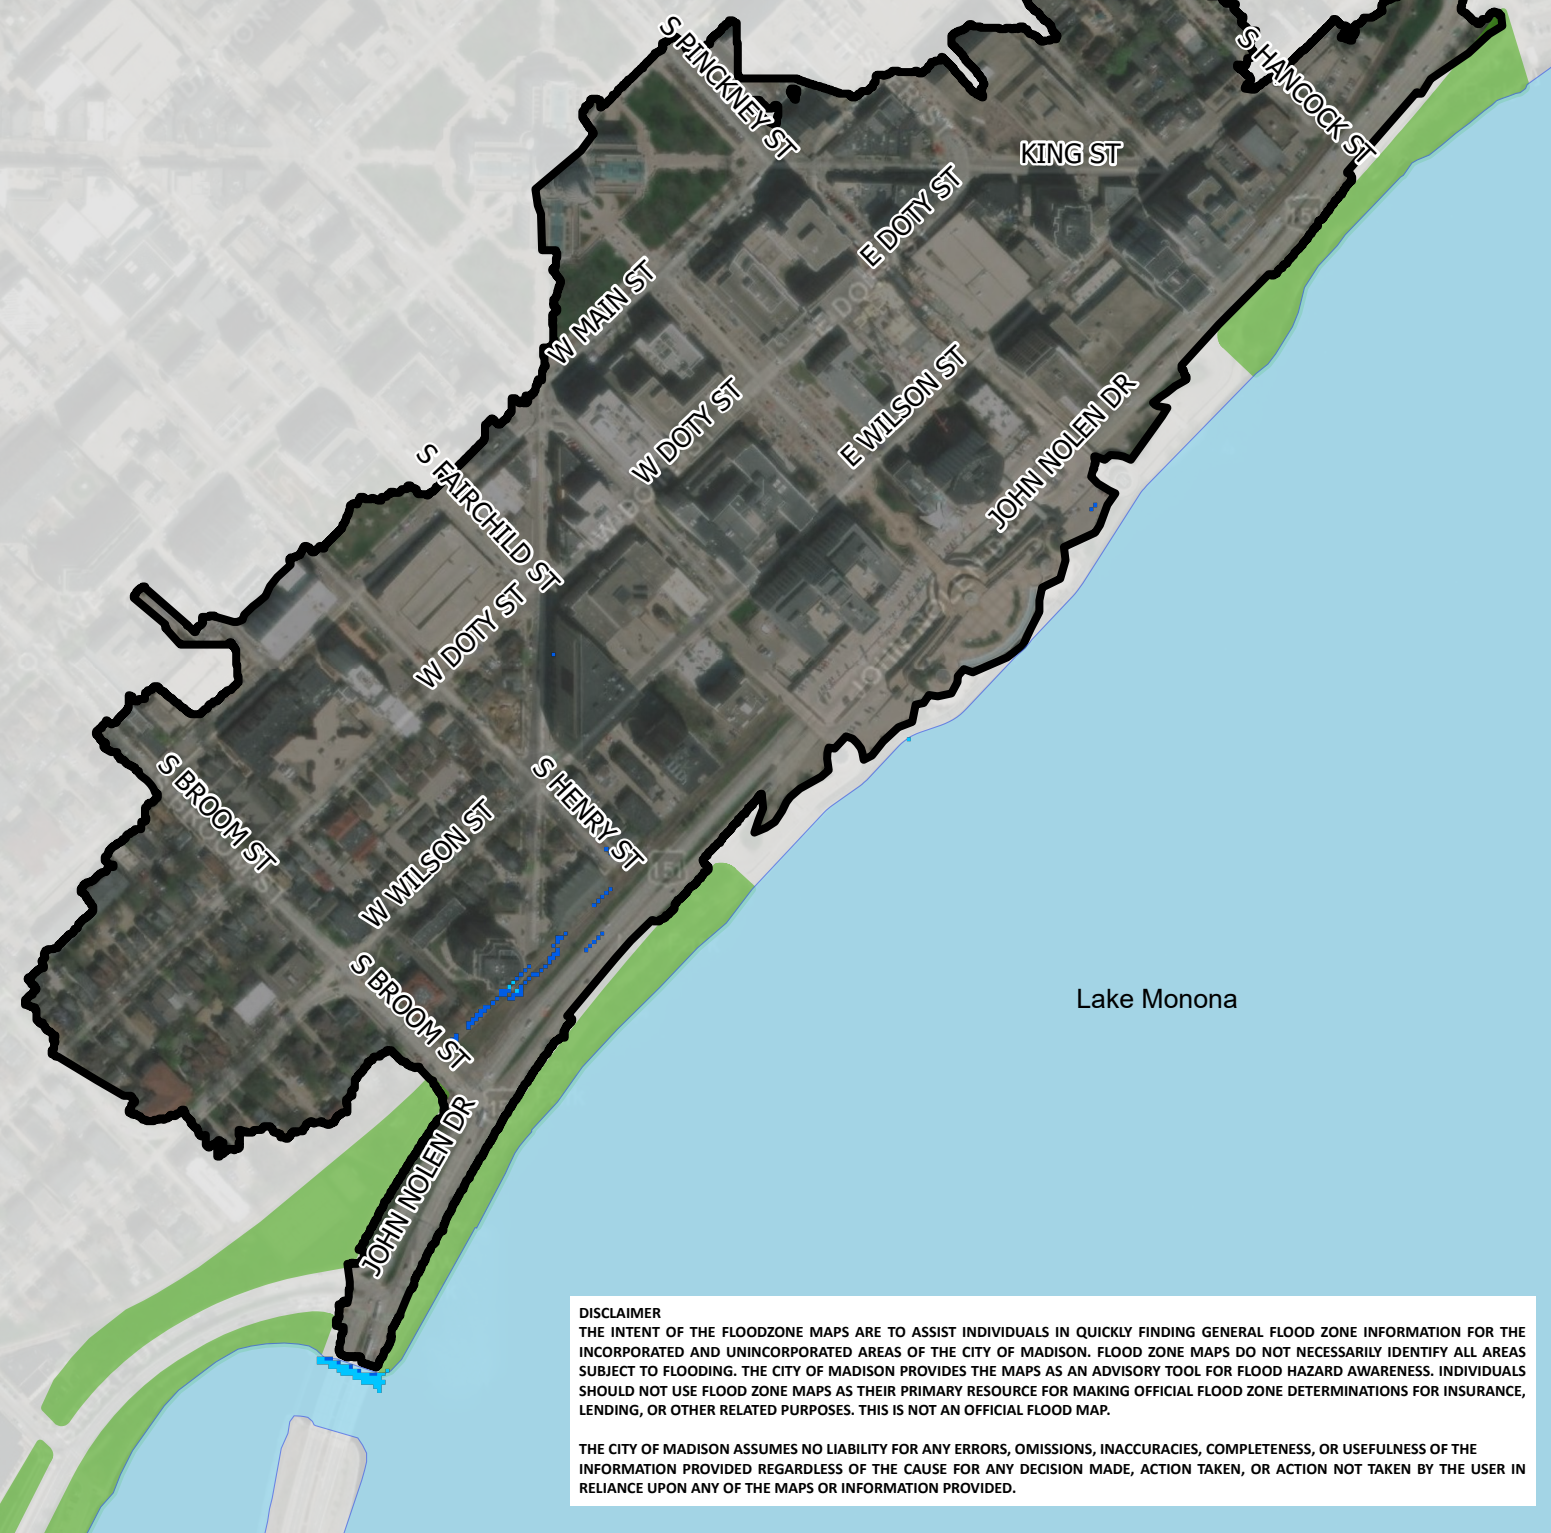 S PINCKNEY ST
S HANCOCK ST
KING ST
E DOTY ST
W MAIN ST
E WILSON ST
W DOTY ST
JOHN NOLEN DR
S FAIRCHILD ST
W DOTY ST
S BROOM ST
S HENRY ST
W WILSON ST
151
S BROOM ST
Lake Monona
JOHN NOLEN DR
DISCLAIMER
THE INTENT OF THE FLOODZONE MAPS ARE TO ASSIST INDIVIDUALS IN QUICKLY FINDING GENERAL FLOOD ZONE INFORMATION FOR THE
INCORPORATED AND UNINCORPORATED AREAS OF THE CITY OF MADISON. FLOOD ZONE MAPS DO NOT NECESSARILY IDENTIFY ALL AREAS
SUBJECT TO FLOODING. THE CITY OF MADISON PROVIDES THE MAPS AS AN ADVISORY TOOL FOR FLOOD HAZARD AWARENESS. INDIVIDUALS
SHOULD NOT USE FLOOD ZONE MAPS AS THEIR PRIMARY RESOURCE FOR MAKING OFFICIAL FLOOD ZONE DETERMINATIONS FOR INSURANCE,
LENDING, OR OTHER RELATED PURPOSES. THIS IS NOT AN OFFICIAL FLOOD MAP.
THE CITY OF MADISON ASSUMES NO LIABILITY FOR ANY ERRORS, OMISSIONS, INACCURACIES, COMPLETENESS, OR USEFULNESS OF THE
INFORMATION PROVIDED REGARDLESS OF THE CAUSE FOR ANY DECISION MADE, ACTION TAKEN, OR ACTION NOT TAKEN BY THE USER IN
RELIANCE UPON ANY OF THE MAPS OR INFORMATION PROVIDED.